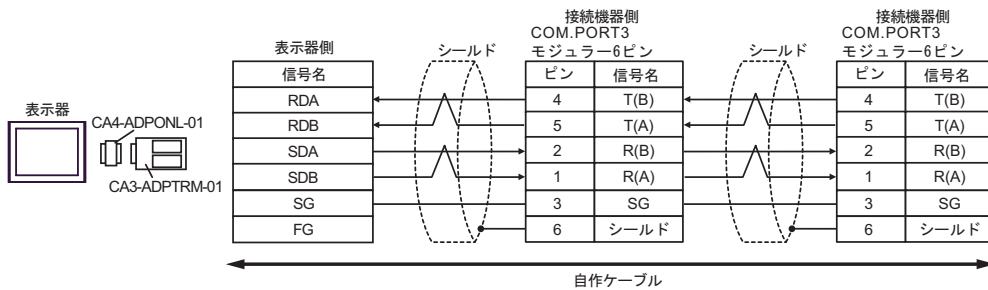 表示器
CA4-ADPONL-01
CA3-ADPTRM-01
表示器側
信号名
RDA
RDB
SDA
SDB
SG
FG
シールド
接続機器側
COM.PORT3
モジュラー6ピン
ピン 信号名
4 T(B)
5 T(A)
2 R(B)
1 R(A)
3 SG
6 シールド
シールド
接続機器側
COM.PORT3
モジュラー6ピン
ピン 信号名
4 T(B)
5 T(A)
2 R(B)
1 R(A)
3 SG
6 シールド
自作ケーブル